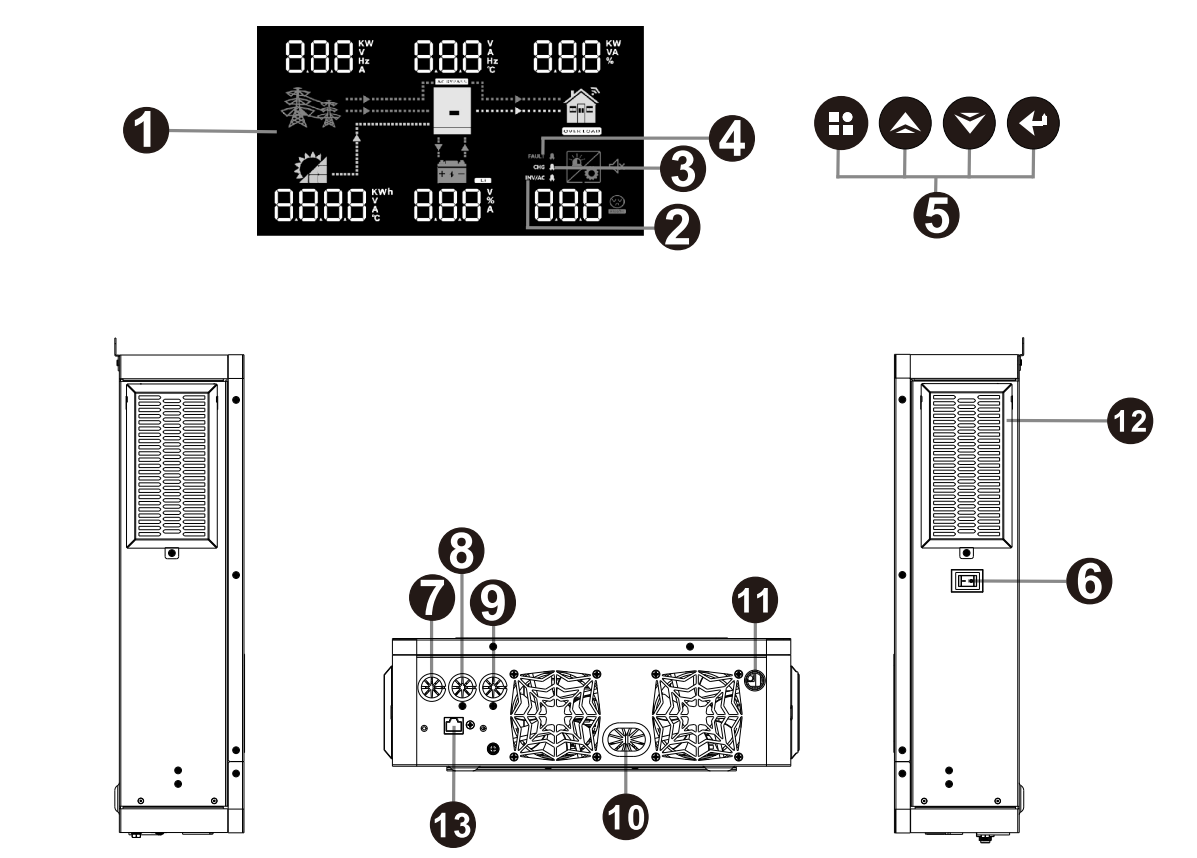 8.8.8 KW V Hz A
8.8.8 V A Hz ℃
8.8.8 KW VA %
AC BYPASS
OVERLOAD
1
4
FAULT
CHG
3
INV/AC
8.8.8.8 KWh V A ℃
8.8.8 V % A
8.8.8
2
5
12
6
8
7
9
11
13
10